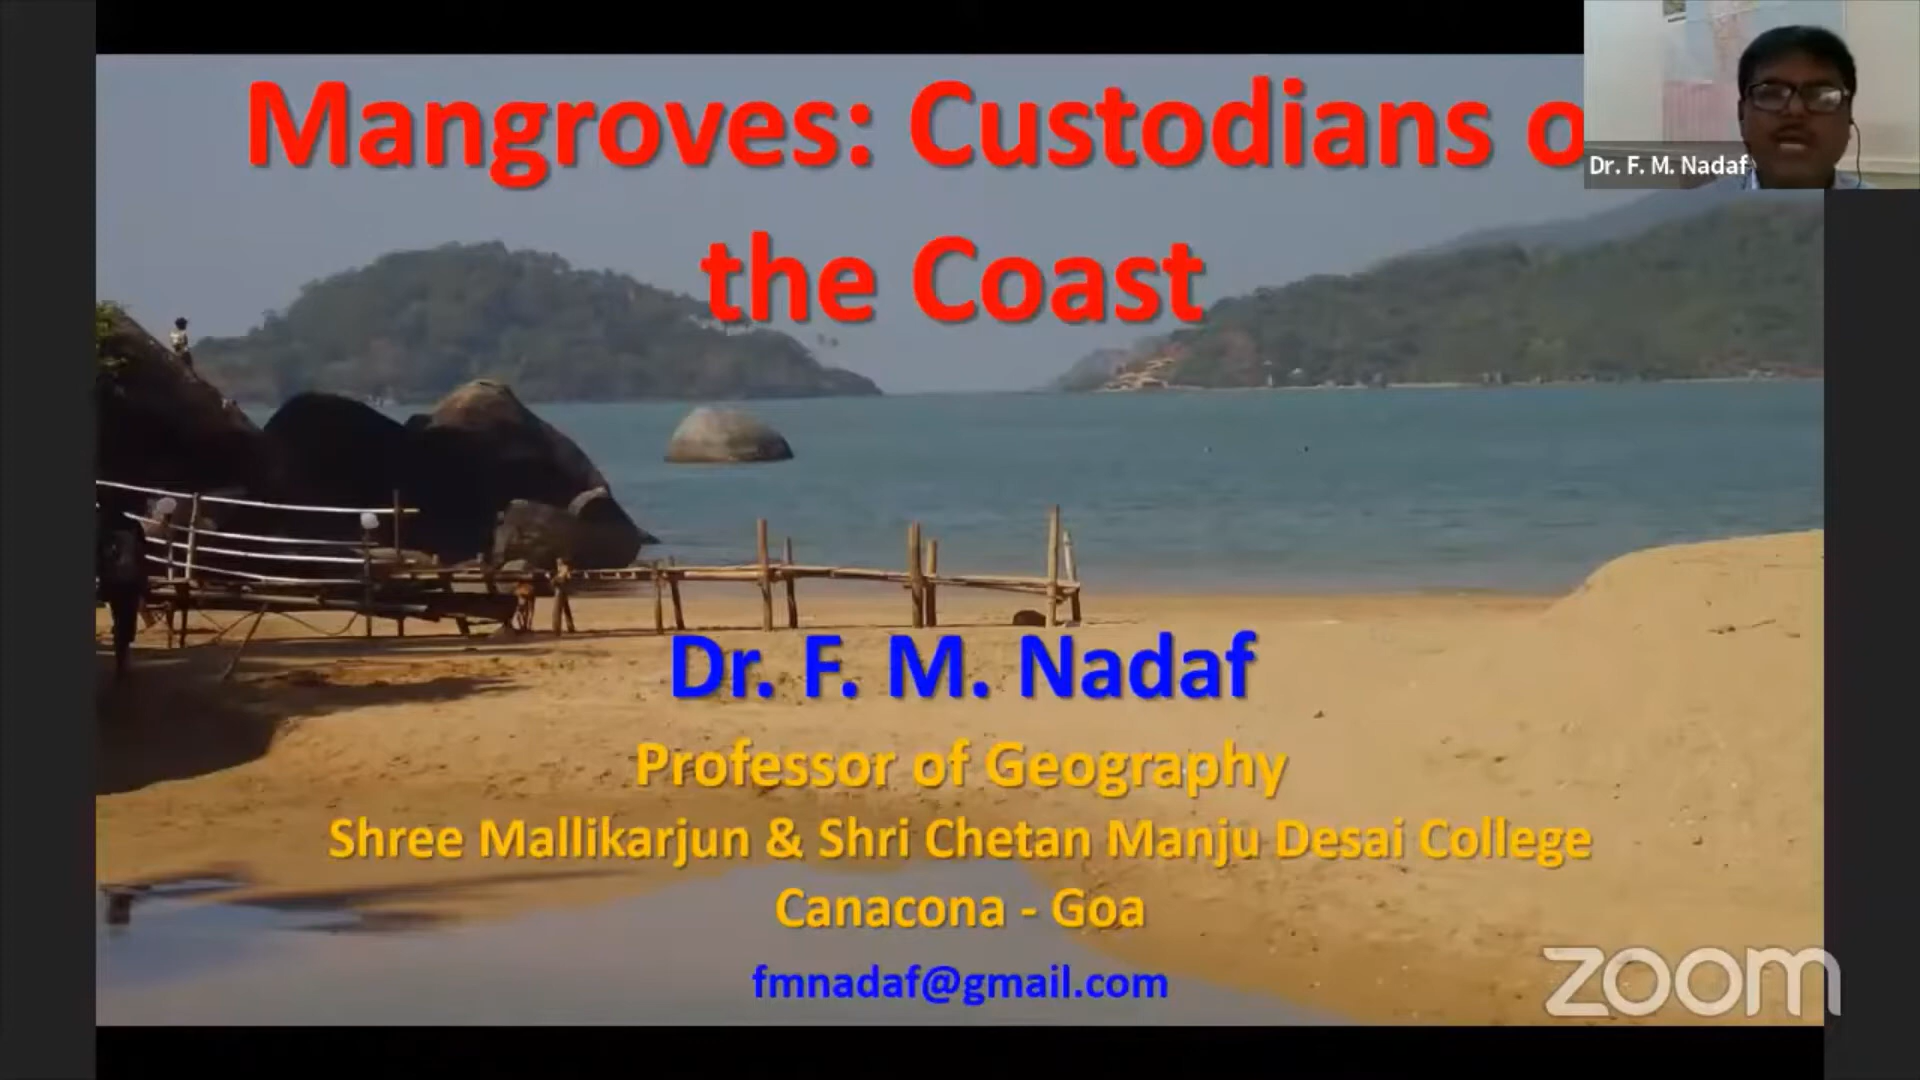 Mangroves: Custodians o
the Coast
Dr. F. M. Nadaf
Dr. F. M. Nadaf
Professor of Geography
Shree Mallikarjun & Shri Chetan Manju Desai College
Canacona - Goa
fmnadaf@gmail.com
zoom